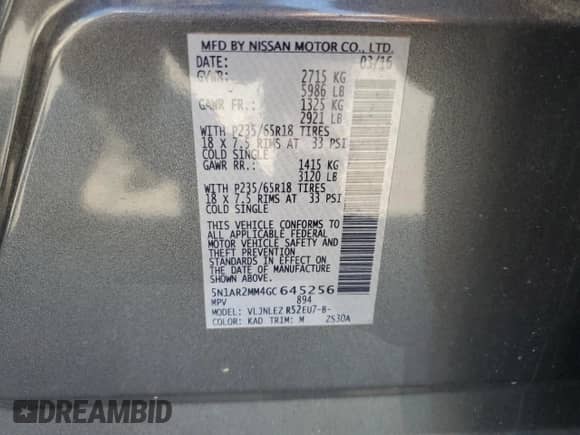 MFD BY NISSAN MOTOR CO., LTD.
DATE: 03/16
GVWR: 2715 KG
5986 LB
GAWR FR.: 1325 KG
2921 LB
WITH P235/65R18 TIRES
18 X 7.5 RIMS AT 33 PSI
COLD SINGLE
GAWR RR.: 1415 KG
3120 LB
WITH P235/65R18 TIRES
18 X 7.5 RIMS AT 33 PSI
COLD SINGLE
THIS VEHICLE CONFORMS TO
ALL APPLICABLE FEDERAL
MOTOR VEHICLE SAFETY AND
THEFT PREVENTION
STANDARDS IN EFFECT ON
THE DATE OF MANUFACTURE
SHOWN ABOVE.
5N1AR2MM4GC645256
MPV 894
MODEL: VLJNLEZ R52EU7-B-
COLOR: KAD TRIM: M 2S30A
DREAMBID